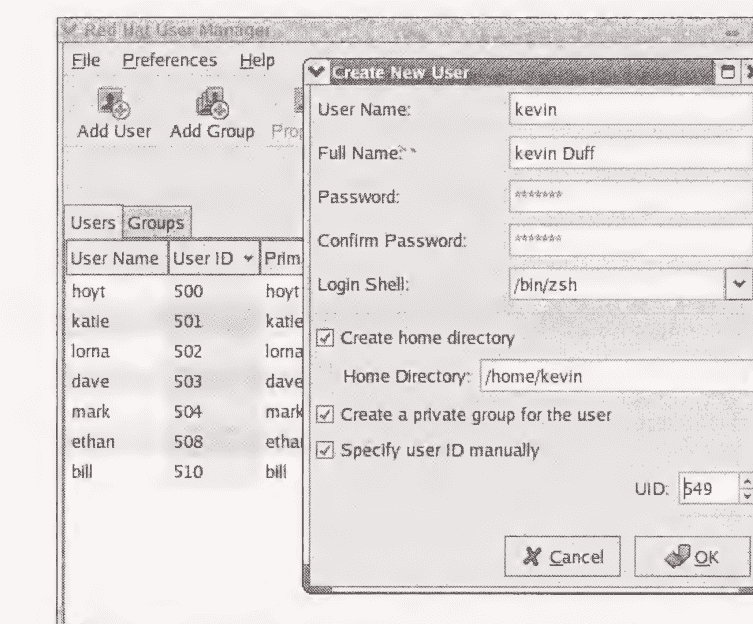 Red Hat User Manager
File Preferences Help
Add User Add Group Prop
Users Groups
User Name User ID Prim
hoyt 500 hoyt
katie 501 katie
lorna 502 lorna
dave 503 dave
mark 504 mark
ethan 508 etha
bill 510 bill
Create New User
User Name: kevin
Full Name: kevin Duff
Password: *******
Confirm Password: *******
Login Shell: /bin/zsh
Create home directory
Home Directory: /home/kevin
Create a private group for the user
Specify user ID manually
UID: 549
Cancel OK